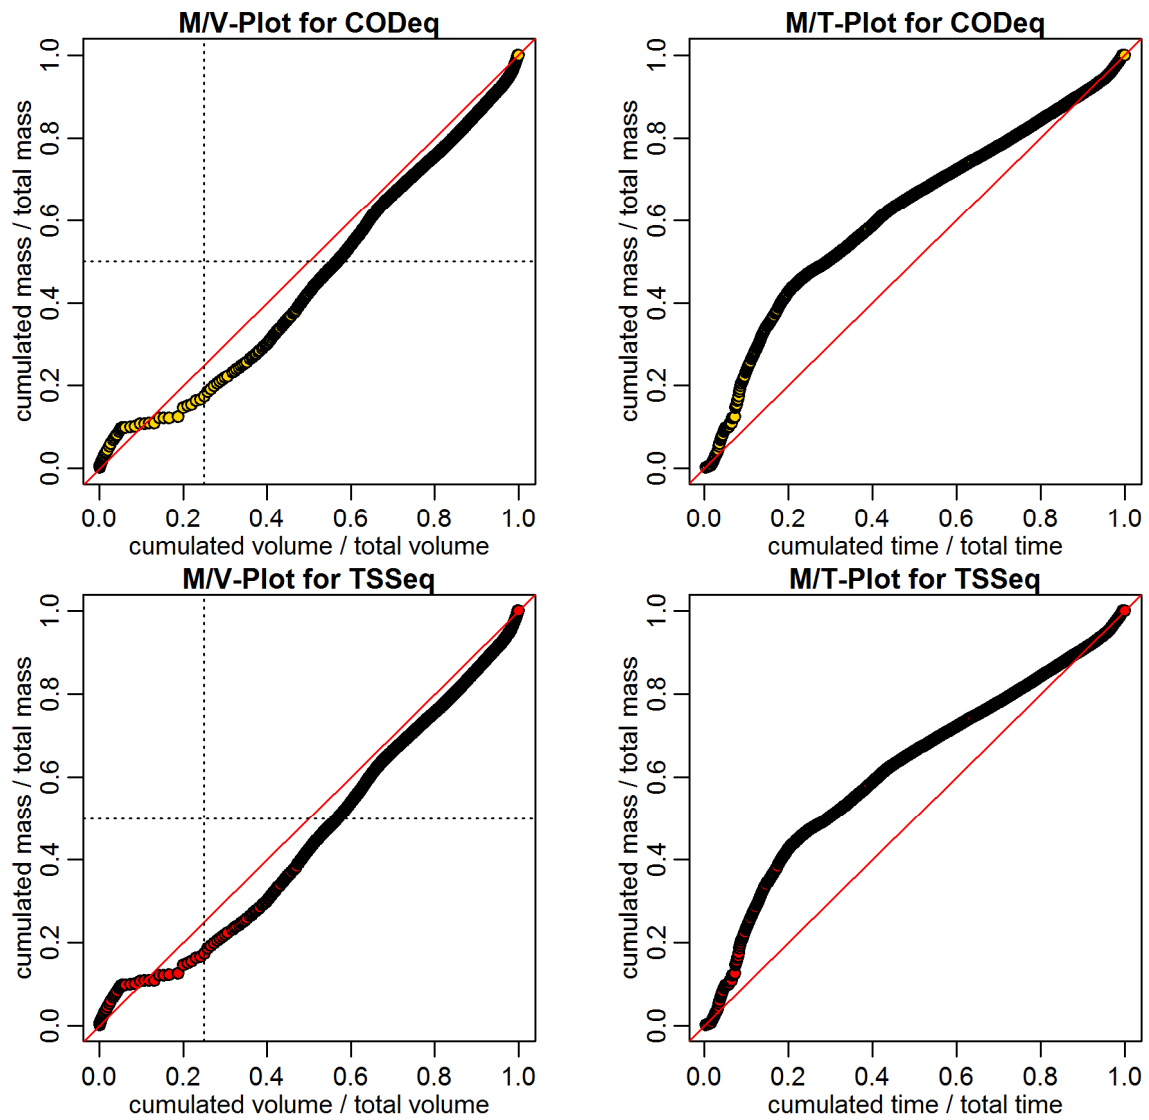 M/V-Plot for CODeq
cumulated mass / total mass
0.0 0.2 0.4 0.6 0.8 1.0
0.0 0.2 0.4 0.6 0.8 1.0
cumulated volume / total volume
M/T-Plot for CODeq
cumulated mass / total mass
0.0 0.2 0.4 0.6 0.8 1.0
0.0 0.2 0.4 0.6 0.8 1.0
cumulated time / total time
M/V-Plot for TSSeq
cumulated mass / total mass
0.0 0.2 0.4 0.6 0.8 1.0
0.0 0.2 0.4 0.6 0.8 1.0
cumulated volume / total volume
M/T-Plot for TSSeq
cumulated mass / total mass
0.0 0.2 0.4 0.6 0.8 1.0
0.0 0.2 0.4 0.6 0.8 1.0
cumulated time / total time